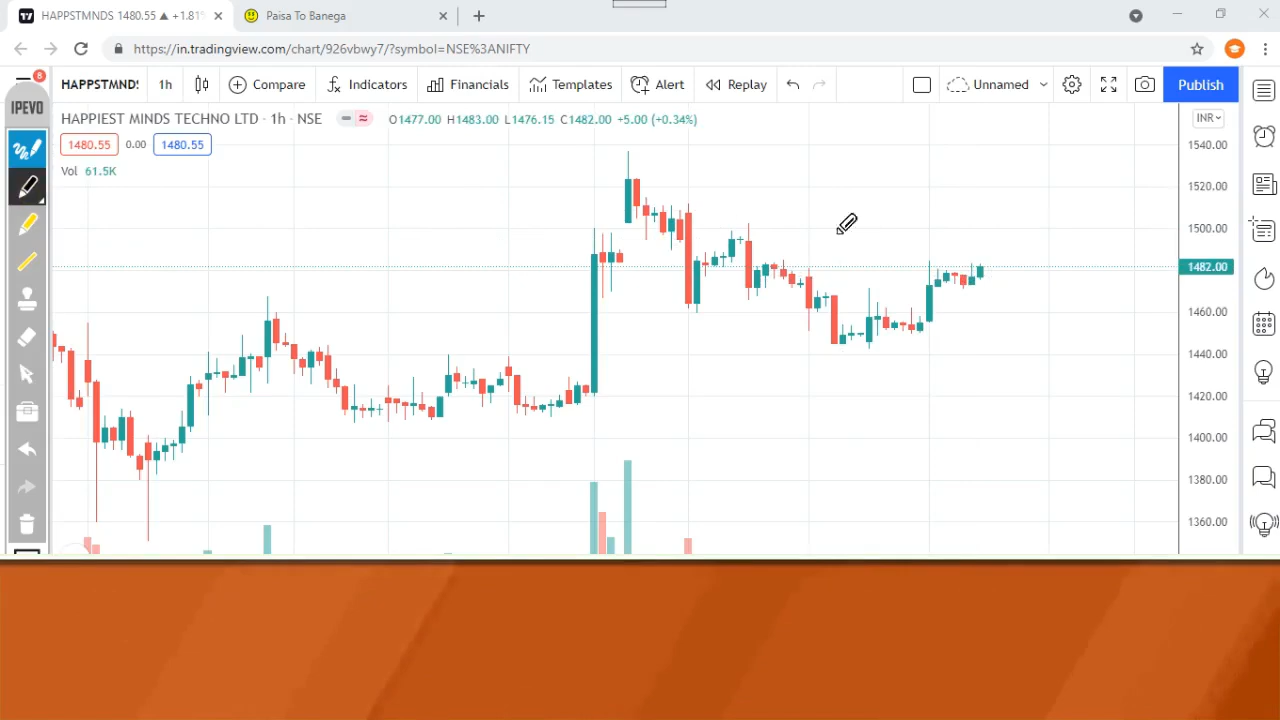 HAPPSTMNDS 1480.55 ▲ +1.81%
Paisa To Banega
https://in.tradingview.com/chart/926vbwy7/?symbol=NSE%3ANIFTY
8
IPEVO
HAPPSTMND
1h
Compare
Indicators
Financials
Templates
Alert
Replay
Unnamed
Publish
HAPPIEST MINDS TECHNO LTD · 1h · NSE
O1477.00 H1483.00 L1476.15 C1482.00 +5.00 (+0.34%)
INR
1480.55 0.00 1480.55
Vol 61.5K
1540.00
1520.00
1500.00
1482.00
1460.00
1440.00
1420.00
1400.00
1380.00
1360.00